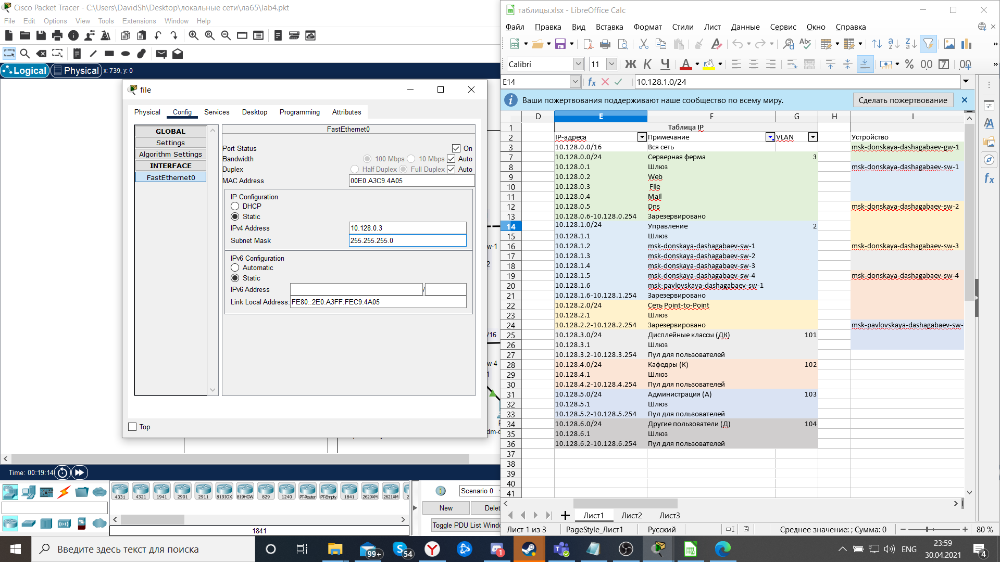 Cisco Packet Tracer - C:\Users\DavidSh\Desktop\локальные сети\лаб5\lab4.pkt
File Edit Options View Tools Extensions Window Help
Logical Physical x: 739, y: 0
file
Physical Config Services Desktop Programming Attributes
GLOBAL
Settings
Algorithm Settings
INTERFACE
FastEthernet0
FastEthernet0
Port Status On
Bandwidth 100 Mbps 10 Mbps Auto
Duplex Half Duplex Full Duplex Auto
MAC Address 00E0.A3C9.4A05
IP Configuration
DHCP
Static
IPv4 Address 10.128.0.3
Subnet Mask 255.255.255.0
IPv6 Configuration
Automatic
Static
IPv6 Address /
Link Local Address: FE80::2E0:A3FF:FEC9:4A05
Top
w-1
2
/16
w-4
1
dm-d
Time: 00:19:14
4331 4321 1941 2901 2911 819IOX 819HGW 829 1240 PT-Router PT-Empty 1841 2620XM 2621XM 2
1841
Scenario 0
New Delet
Toggle PDU List Windo
таблицы.xlsx - LibreOffice Calc
Файл Правка Вид Вставка Формат Стили Лист Данные Сервис Окно Справка
Calibri 11 Ж К Ч
E14 fx 10.128.1.0/24
Ваши пожертвования поддерживают наше сообщество по всему миру. Сделать пожертвование
D E F G H I
1 Таблица IP
2 IP-адреса Примечание VLAN Устройство
3 10.128.0.0/16 Вся сеть msk-donskaya-dashagabaev-gw-1
7 10.128.0.0/24 Серверная ферма 3
8 10.128.0.1 Шлюз msk-donskaya-dashagabaev-sw-1
9 10.128.0.2 Web
10 10.128.0.3 File
11 10.128.0.4 Mail
12 10.128.0.5 Dns msk-donskaya-dashagabaev-sw-2
13 10.128.0.6-10.128.0.254 Зарезервировано
14 10.128.1.0/24 Управление 2
15 10.128.1.1 Шлюз
16 10.128.1.2 msk-donskaya-dashagabaev-sw-1 msk-donskaya-dashagabaev-sw-3
17 10.128.1.3 msk-donskaya-dashagabaev-sw-2
18 10.128.1.4 msk-donskaya-dashagabaev-sw-3
19 10.128.1.5 msk-donskaya-dashagabaev-sw-4 msk-donskaya-dashagabaev-sw-4
20 10.128.1.6 msk-pavlovskaya-dashagabaev-sw-1
21 10.128.1.6-10.128.1.254 Зарезервировано
22 10.128.2.0/24 Сеть Point-to-Point
23 10.128.2.1 Шлюз
24 10.128.2.2-10.128.2.254 Зарезервировано msk-pavlovskaya-dashagabaev-sw-
25 10.128.3.0/24 Дисплейные классы (ДК) 101
26 10.128.3.1 Шлюз
27 10.128.3.2-10.128.3.254 Пул для пользователей
28 10.128.4.0/24 Кафедры (К) 102
29 10.128.4.1 Шлюз
30 10.128.4.2-10.128.4.254 Пул для пользователей
31 10.128.5.0/24 Администрация (А) 103
32 10.128.5.1 Шлюз
33 10.128.5.2-10.128.5.254 Пул для пользователей
34 10.128.6.0/24 Другие пользователи (Д) 104
35 10.128.6.1 Шлюз
36 10.128.6.2-10.128.6.254 Пул для пользователей
37
38
39
40
41
Лист1 Лист2 Лист3
Лист 1 из 3 PageStyle_Лист1 Русский Среднее значение: ; Сумма: 0 80 %
Введите здесь текст для поиска
99+ 54 1
ENG 23:59
30.04.2021 4